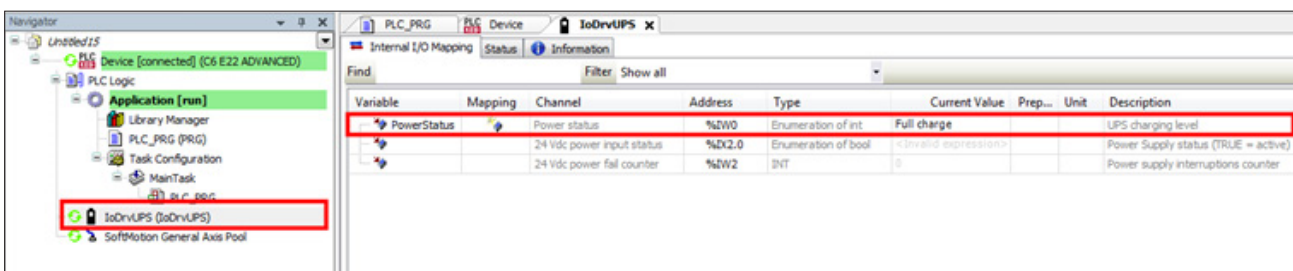 Navigator
Untitled15
Device [connected] (C6 E22 ADVANCED)
PLC Logic
Application [run]
Library Manager
PLC_PRG (PRG)
Task Configuration
MainTask
PLC_PRG
IoDrvUPS (IoDrvUPS)
SoftMotion General Axis Pool
PLC_PRG Device IoDrvUPS
Internal I/O Mapping Status Information
Find Filter Show all
Variable Mapping Channel Address Type Current Value Prep... Unit Description
PowerStatus Power status %IW0 Enumeration of int Full charge UPS charging level
24 Vdc power input status %IX2.0 Enumeration of bool <Invalid expression> Power Supply status (TRUE = active)
24 Vdc power fail counter %IW2 INT 0 Power supply interruptions counter